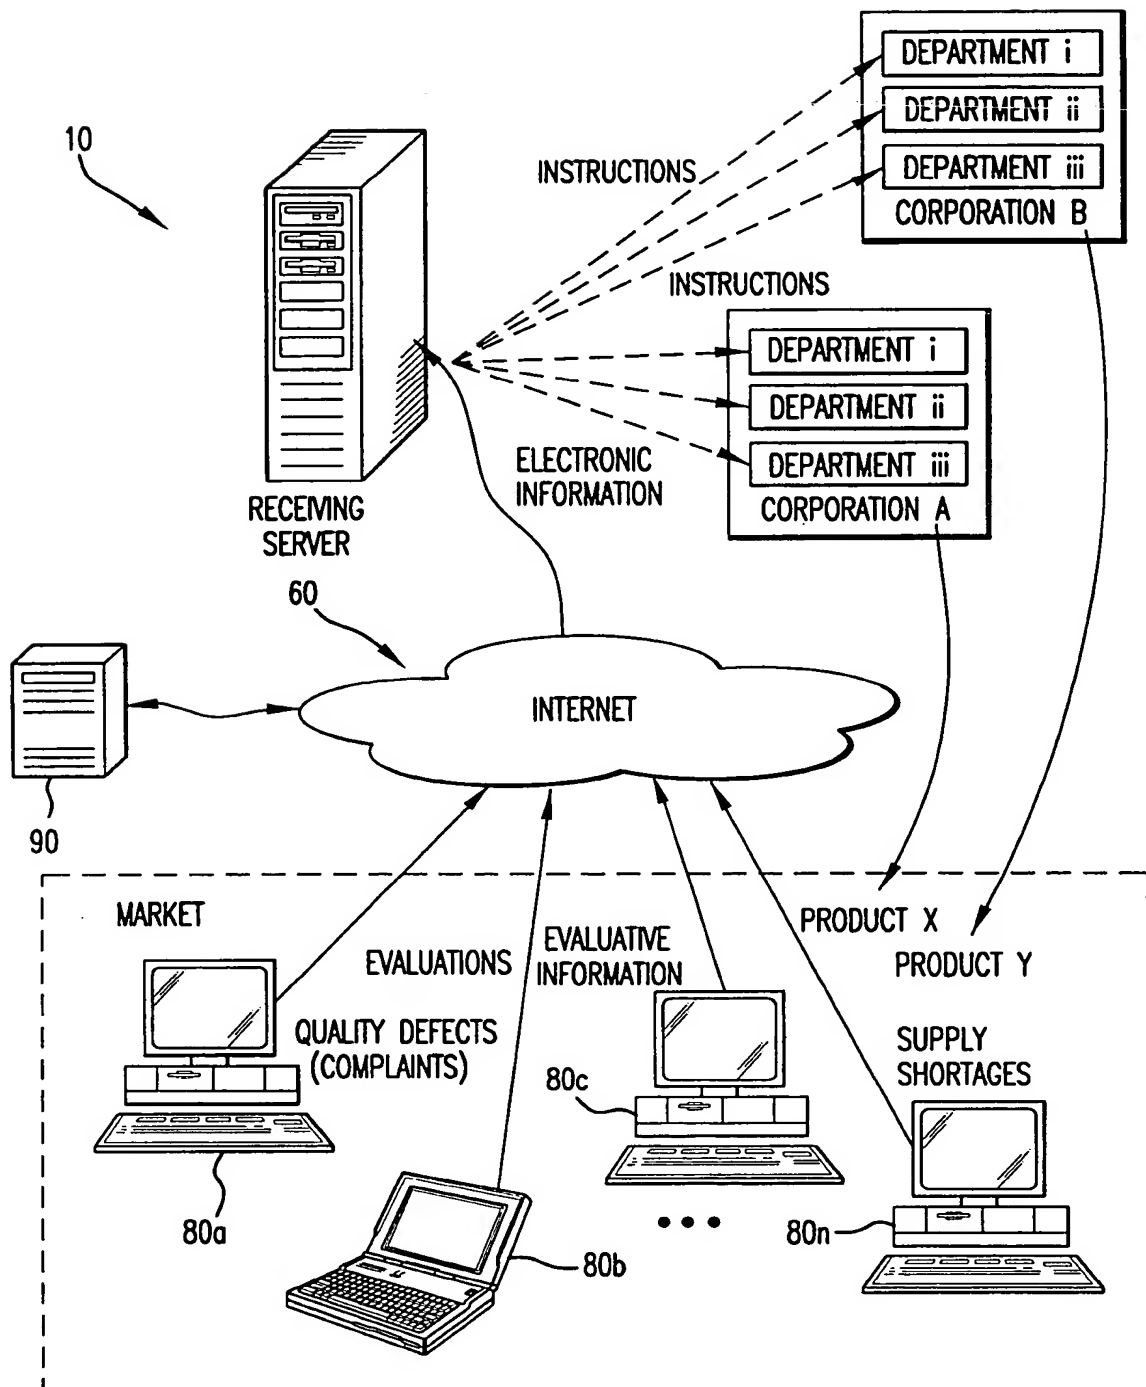 10
DEPARTMENT i
DEPARTMENT ii
DEPARTMENT iii
CORPORATION B
INSTRUCTIONS
INSTRUCTIONS
DEPARTMENT i
DEPARTMENT ii
DEPARTMENT iii
CORPORATION A
ELECTRONIC
INFORMATION
RECEIVING
SERVER
60
INTERNET
90
MARKET
PRODUCT X
PRODUCT Y
EVALUATIONS
EVALUATIVE
INFORMATION
QUALITY DEFECTS
(COMPLAINTS)
SUPPLY
SHORTAGES
80c
80a
80b
80n